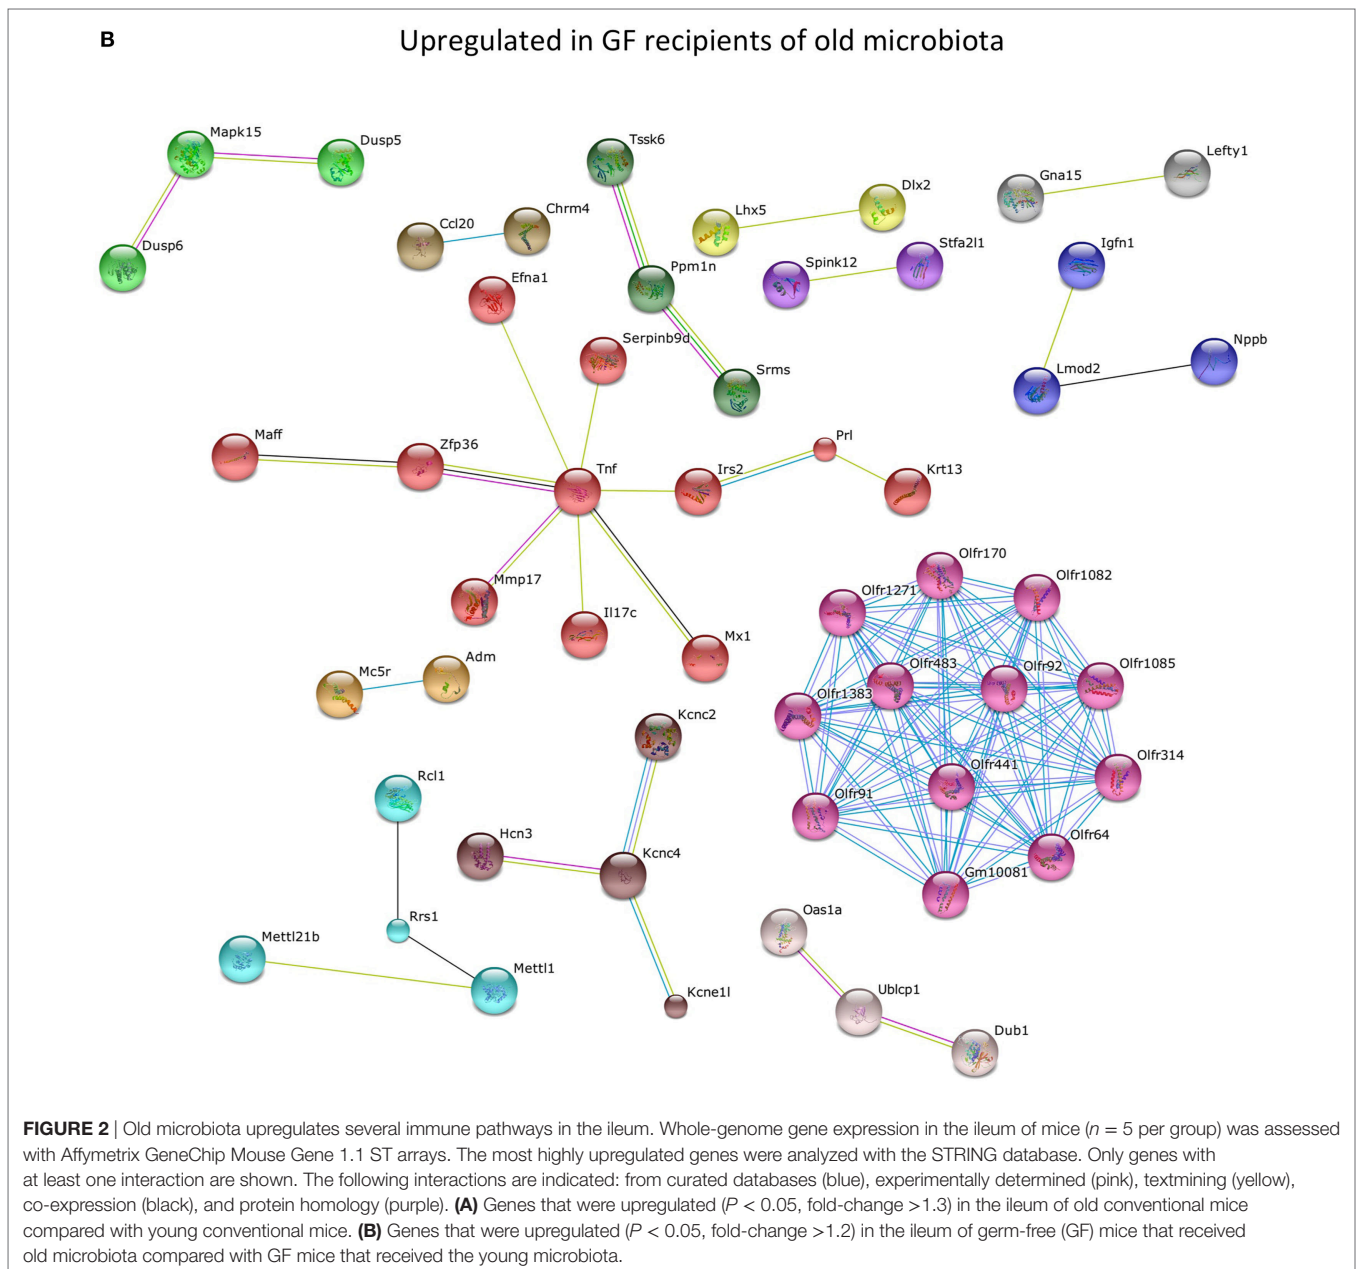 B
Upregulated in GF recipients of old microbiota
Mapk15
Dusp5
Tssk6
Lefty1
Gna15
Dlx2
Lhx5
Chrm4
Ccl20
Dusp6
Stfa2l1
Igfn1
Spink12
Ppm1n
Efna1
Serpinb9d
Nppb
Srms
Lmod2
Maff
Zfp36
Prl
Tnf
Irs2
Krt13
Mmp17
Il17c
Mx1
Olfr170
Olfr1082
Olfr1271
Olfr483
Olfr92
Olfr1085
Olfr1383
Mc5r
Adm
Kcnc2
Olfr314
Olfr441
Olfr91
Olfr64
Gm10081
Rcl1
Hcn3
Kcnc4
Rrs1
Mettl21b
Mettl1
Kcne1l
Oas1a
Ublcp1
Dub1
FIGURE 2 | Old microbiota upregulates several immune pathways in the ileum. Whole-genome gene expression in the ileum of mice (n = 5 per group) was assessed
with Affymetrix GeneChip Mouse Gene 1.1 ST arrays. The most highly upregulated genes were analyzed with the STRING database. Only genes with
at least one interaction are shown. The following interactions are indicated: from curated databases (blue), experimentally determined (pink), textmining (yellow),
co-expression (black), and protein homology (purple). (A) Genes that were upregulated (P < 0.05, fold-change >1.3) in the ileum of old conventional mice
compared with young conventional mice. (B) Genes that were upregulated (P < 0.05, fold-change >1.2) in the ileum of germ-free (GF) mice that received
old microbiota compared with GF mice that received the young microbiota.